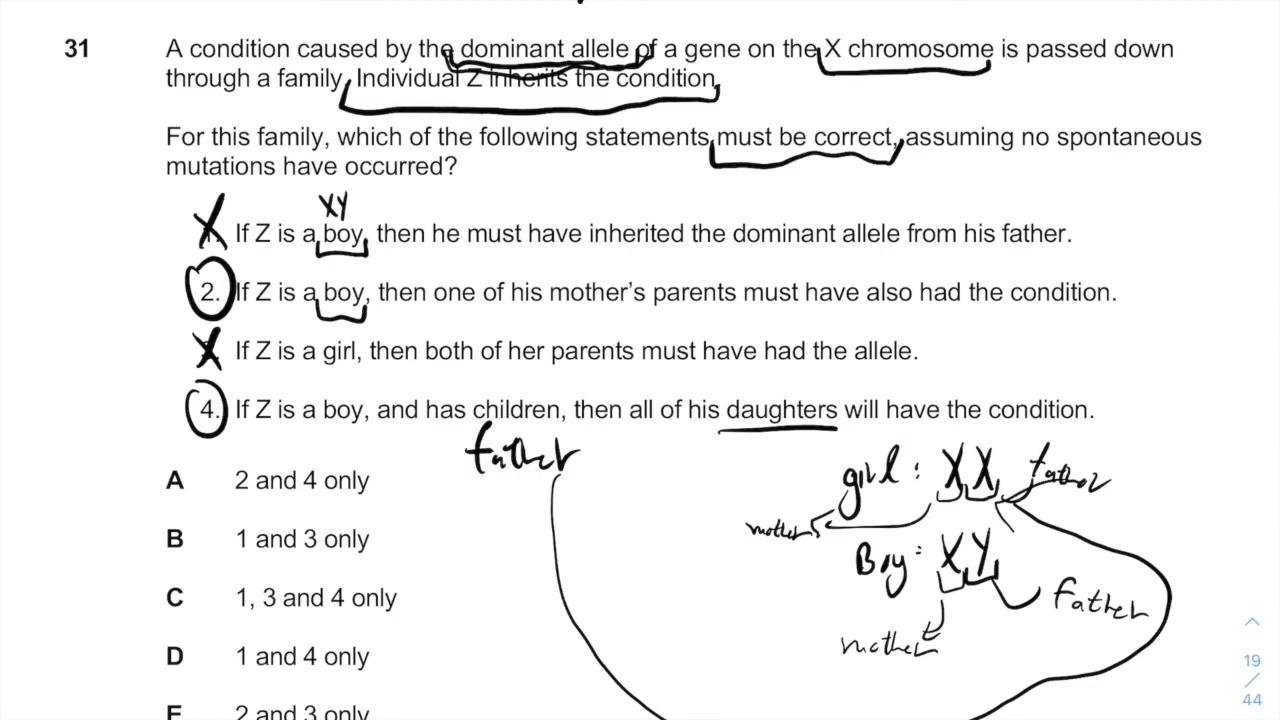 31 A condition caused by the dominant allele of a gene on the X chromosome is passed down
through a family. Individual Z inherits the condition.
For this family, which of the following statements must be correct, assuming no spontaneous
mutations have occurred?
XY
If Z is a boy, then he must have inherited the dominant allele from his father.
2. If Z is a boy, then one of his mother's parents must have also had the condition.
If Z is a girl, then both of her parents must have had the allele.
4. If Z is a boy, and has children, then all of his daughters will have the condition.
father
A 2 and 4 only
girl: XX father
mother
B 1 and 3 only
Boy: XY
C 1, 3 and 4 only
father
mother
D 1 and 4 only
19
/
44
E 2 and 3 only